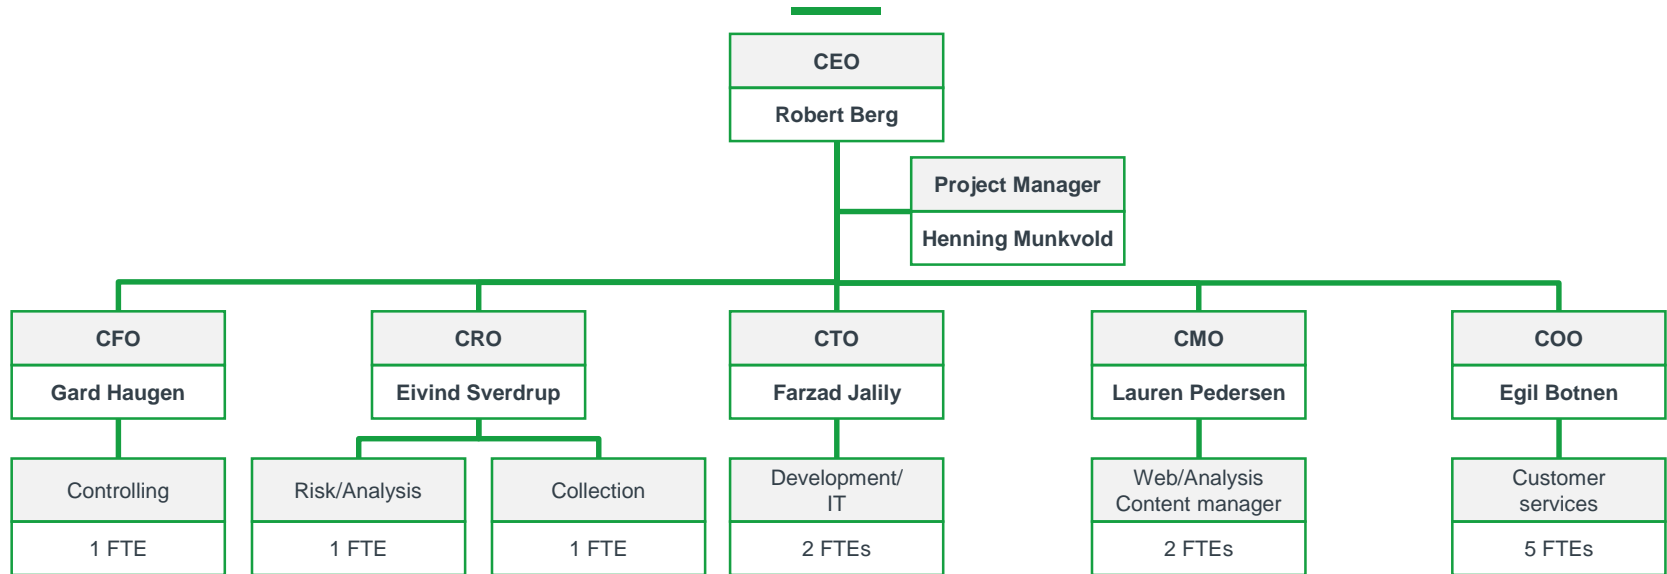 CEO
Robert Berg
Project Manager
Henning Munkvold
CFO
Gard Haugen
CRO
Eivind Sverdrup
CTO
Farzad Jalily
CMO
Lauren Pedersen
COO
Egil Botnen
Controlling
1 FTE
Risk/Analysis
1 FTE
Collection
1 FTE
Development/
IT
2 FTEs
Web/Analysis
Content manager
2 FTEs
Customer
services
5 FTEs